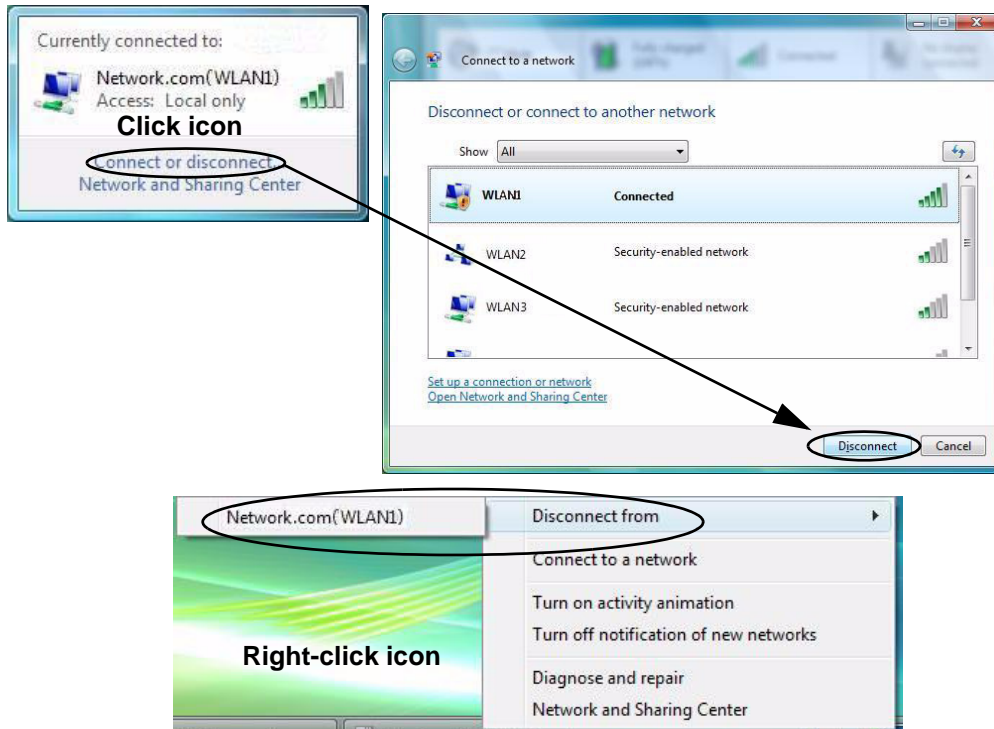 Currently connected to:
Network.com(WLAN1)
Access: Local only
Click icon
Connect or disconnect
Network and Sharing Center
Connect to a network
Fully charged
Connected
Disconnect or connect to another network
Show All
WLAN1 Connected
WLAN2 Security-enabled network
WLAN3 Security-enabled network
Set up a connection or network
Open Network and Sharing Center
Disconnect Cancel
Network.com(WLAN1) Disconnect from
Connect to a network
Turn on activity animation
Turn off notification of new networks
Right-click icon
Diagnose and repair
Network and Sharing Center